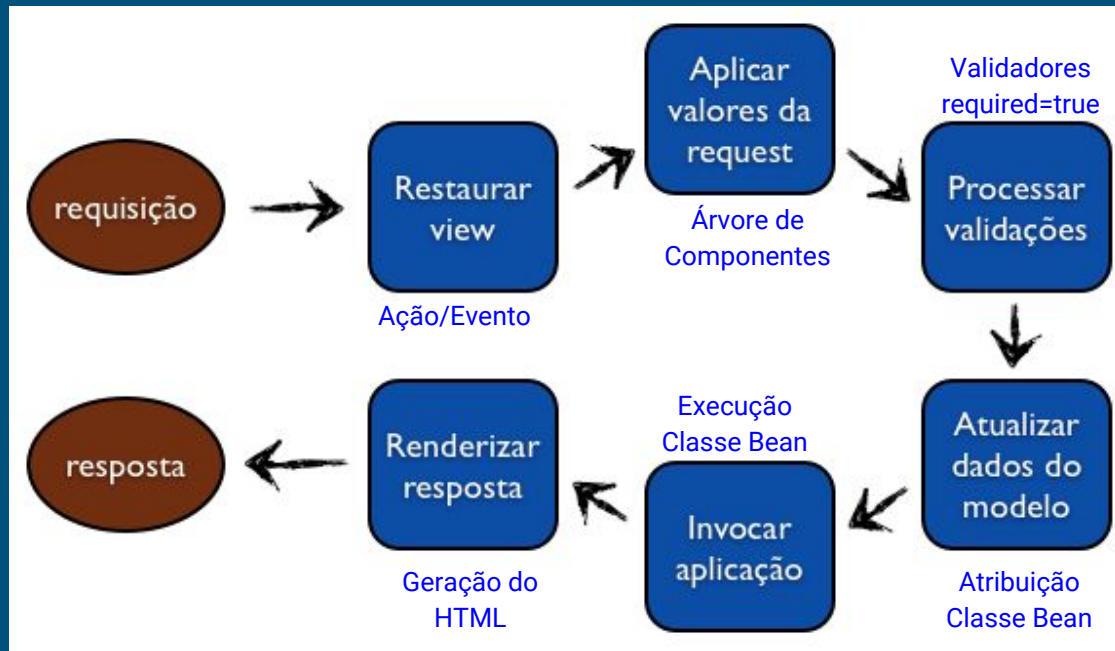 requisição
Restaurar
view
Ação/Evento
Aplicar
valores da
request
Árvore de
Componentes
Validadores
required=true
Processar
validações
Atualizar
dados do
modelo
Atribuição
Classe Bean
Execução
Classe Bean
Invocar
aplicação
Renderizar
resposta
Geração do
HTML
resposta